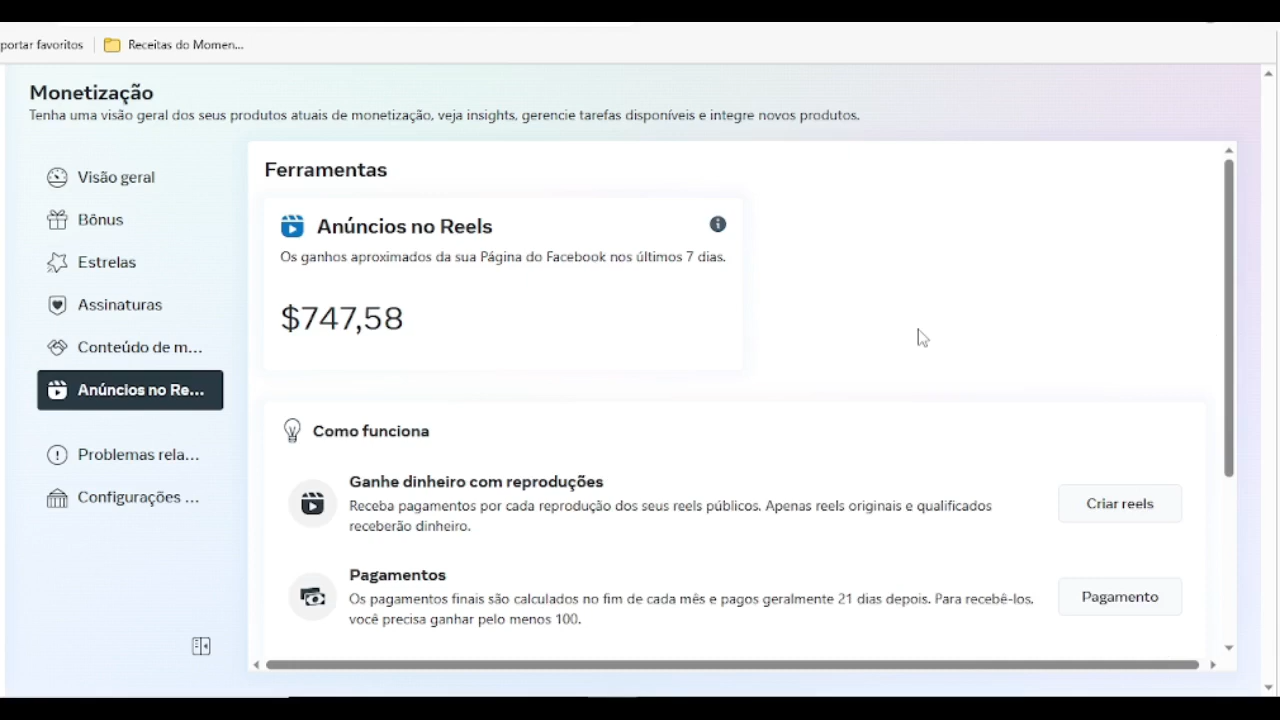 portar favoritos
Receitas do Momen...
Monetização
Tenha uma visão geral dos seus produtos atuais de monetização, veja insights, gerencie tarefas disponíveis e integre novos produtos.
Visão geral
Bônus
Estrelas
Assinaturas
Conteúdo de m...
Anúncios no Re...
Problemas rela...
Configurações ...
Ferramentas
Anúncios no Reels
Os ganhos aproximados da sua Página do Facebook nos últimos 7 dias.
$747,58
Como funciona
Ganhe dinheiro com reproduções
Receba pagamentos por cada reprodução dos seus reels públicos. Apenas reels originais e qualificados
receberão dinheiro.
Criar reels
Pagamentos
Os pagamentos finais são calculados no fim de cada mês e pagos geralmente 21 dias depois. Para recebê-los,
você precisa ganhar pelo menos 100.
Pagamento